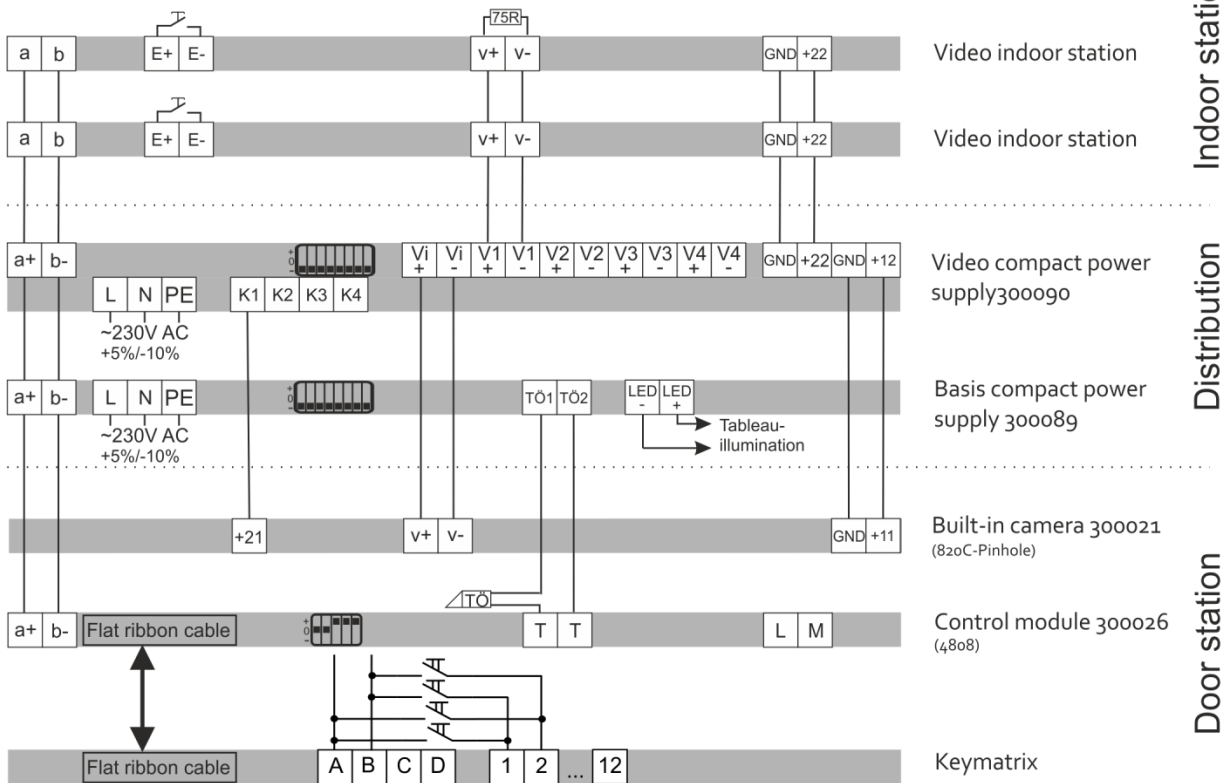 75R
a b E+ E- v+ v- GND +22 Video indoor station
a b E+ E- v+ v- GND +22 Video indoor station
Indoor statio
a+ b- + 0 - Vi + Vi - V1 + V1 - V2 + V2 - V3 + V3 - V4 + V4 - GND +22 GND +12 Video compact power
supply300090
L N PE K1 K2 K3 K4
~230V AC
+5%/-10%
a+ b- L N PE + 0 - TÖ1 TÖ2 LED - LED + Basis compact power
supply 300089
~230V AC
+5%/-10%
Tableau-
illumination
Distribution
+21 v+ v- GND +11 Built-in camera 300021
(820C-Pinhole)
TÖ
a+ b- Flat ribbon cable + 0 - T T L M Control module 300026
(4808)
Door station
Flat ribbon cable A B C D 1 2 ... 12 Keymatrix